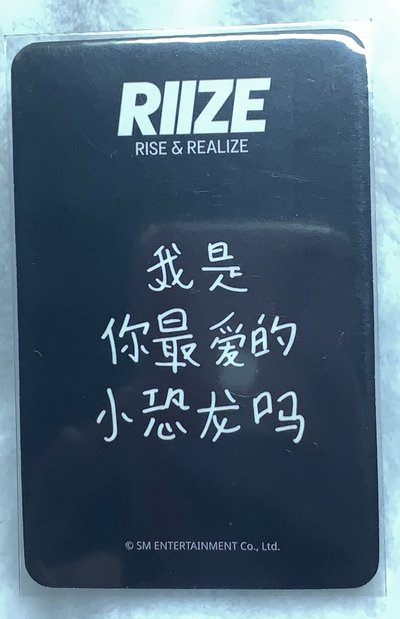 RIIZE
RISE & REALIZE
我是
你最爱的
小恐龙吗
© SM ENTERTAINMENT Co., Ltd.